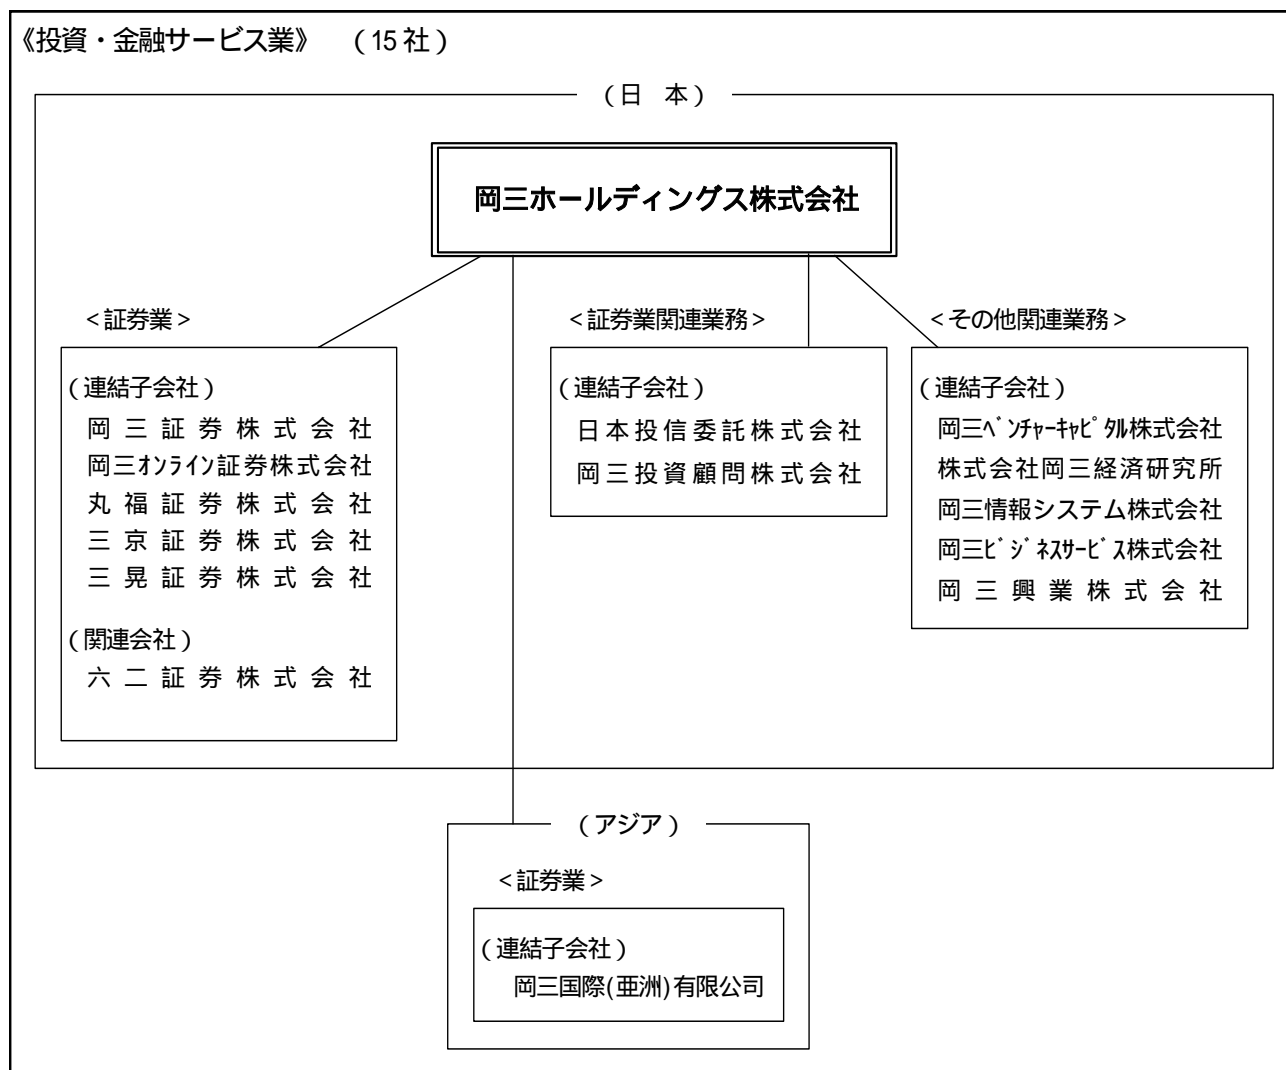 《投資・金融サービス業》 （15 社）
（日 本）
岡三ホールディングス株式会社
＜証券業＞
（連結子会社）
岡三証券株式会社
岡三ｵﾝﾗｲﾝ証券株式会社
丸福証券株式会社
三京証券株式会社
三晃証券株式会社
（関連会社）
六二証券株式会社
＜証券業関連業務＞
（連結子会社）
日本投信委託株式会社
岡三投資顧問株式会社
＜その他関連業務＞
（連結子会社）
岡三ﾍﾞﾝﾁｬｰｷｬﾋﾟﾀﾙ株式会社
株式会社岡三経済研究所
岡三情報システム株式会社
岡三ﾋﾞｼﾞﾈｽｻｰﾋﾞｽ株式会社
岡三興業株式会社
（アジア）
＜証券業＞
（連結子会社）
岡三国際(亜洲)有限公司